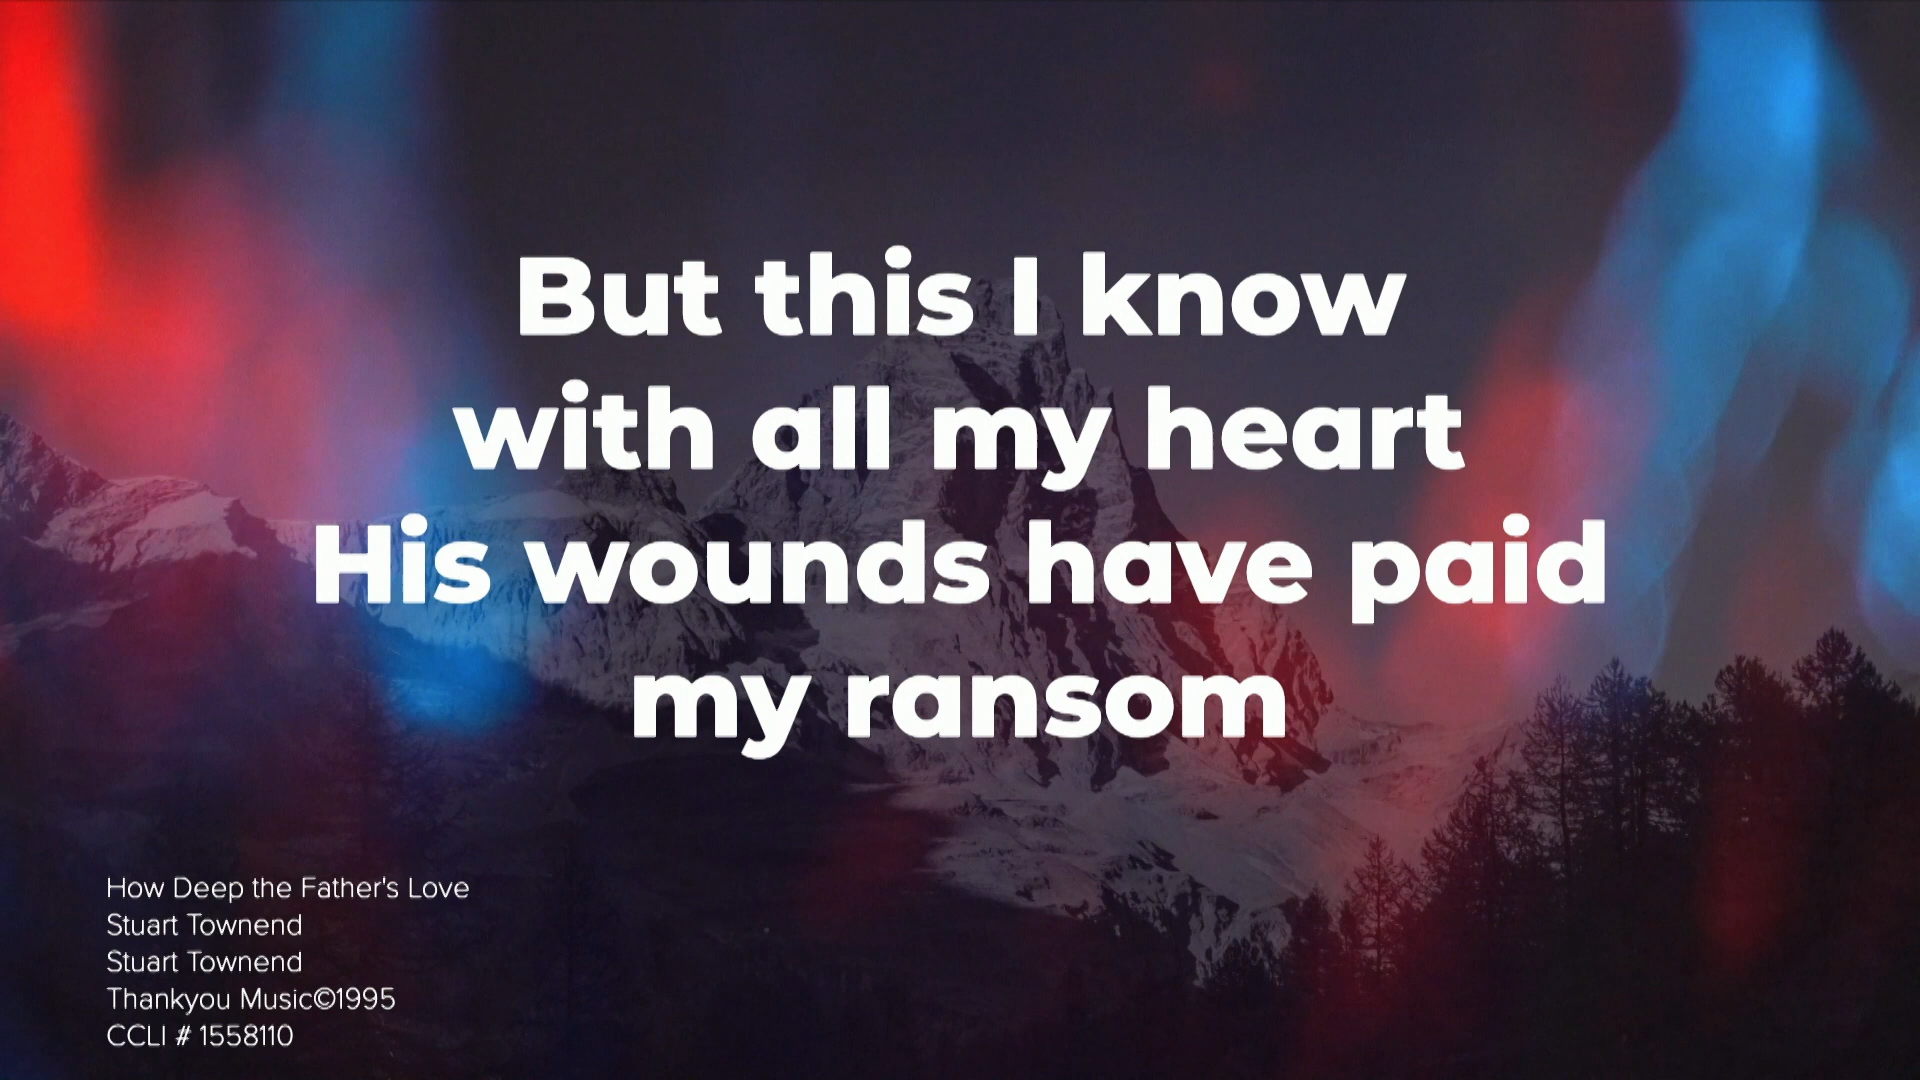 But this I know
with all my heart
His wounds have paid
my ransom
How Deep the Father's Love
Stuart Townend
Stuart Townend
Thankyou Music©1995
CCLI # 1558110